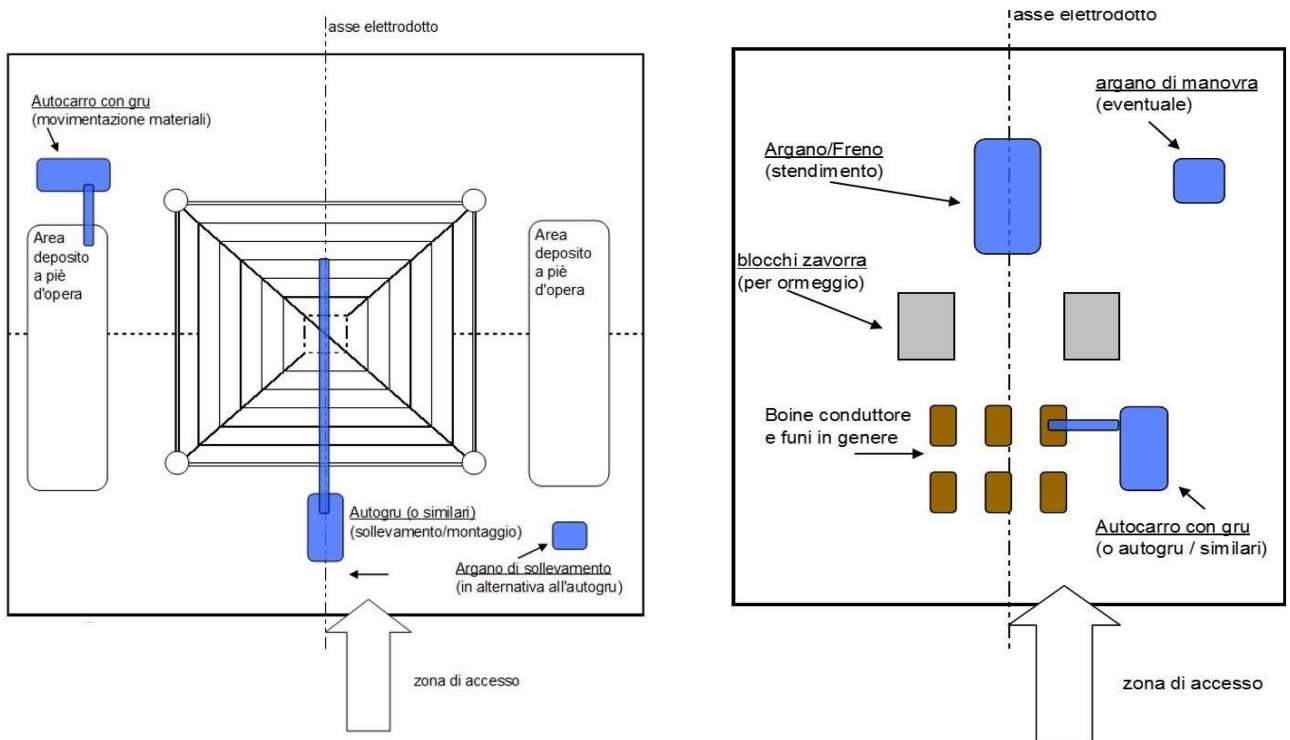 asse elettrodotto
Autocarro con gru
(movimentazione materiali)
Area
deposito
a piè
d'opera
Area
deposito
a piè
d'opera
Autogru (o similari)
(sollevamento/montaggio)
Argano di sollevamento
(in alternativa all'autogru)
zona di accesso
asse elettrodotto
argano di manovra
(eventuale)
Argano/Freno
(stendimento)
blocchi zavorra
(per ormeggio)
Boine conduttore
e funi in genere
Autocarro con gru
(o autogru / similari)
zona di accesso